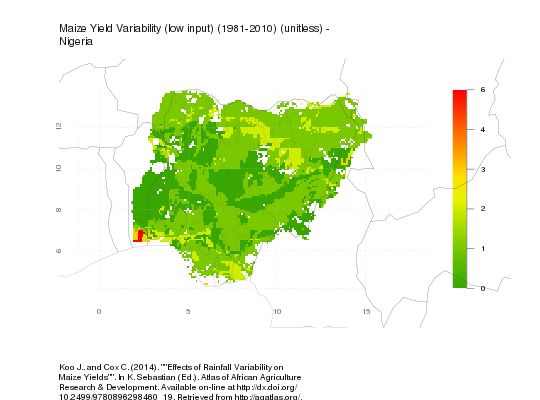 Maize Yield Variability (low input) (1981-2010) (unitless) -
Nigeria
6
4
3
2
1
0
12
10
8
6
0
5
10
15
Koo J., and Cox C. (2014). ""Effects of Rainfall Variability on
Maize Yields"". In K. Sebastian (Ed.), Atlas of African Agriculture
Research & Development. Available on-line at http://dx.doi.org/
10.2499/9780896298460_19. Retrieved from http://agatlas.org/.